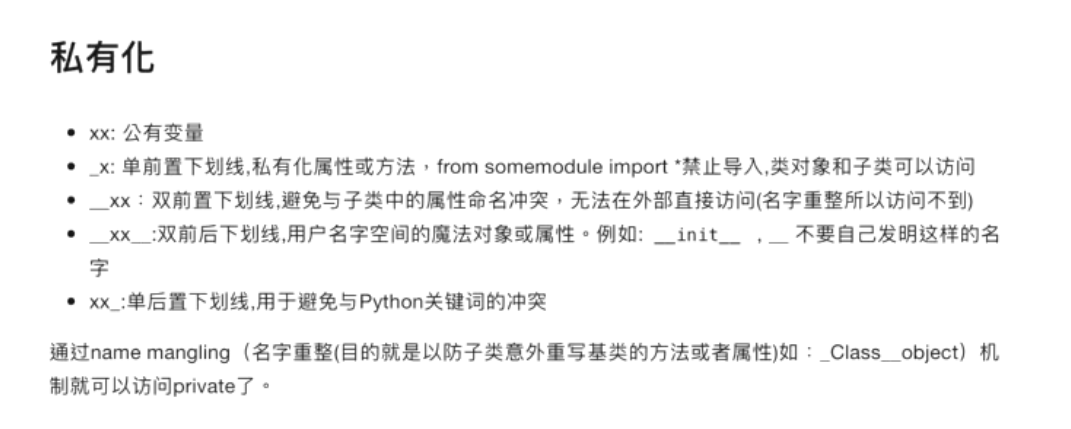 私有化
• xx: 公有变量
• _x: 单前置下划线,私有化属性或方法，from somemodule import *禁止导入,类对象和子类可以访问
• __xx：双前置下划线,避免与子类中的属性命名冲突，无法在外部直接访问(名字重整所以访问不到)
• __xx__:双前后下划线,用户名字空间的魔法对象或属性。例如: __init__ , __ 不要自己发明这样的名
字
• xx_:单后置下划线,用于避免与Python关键词的冲突
通过name mangling（名字重整(目的就是以防子类意外重写基类的方法或者属性)如：_Class__object）机
制就可以访问private了。